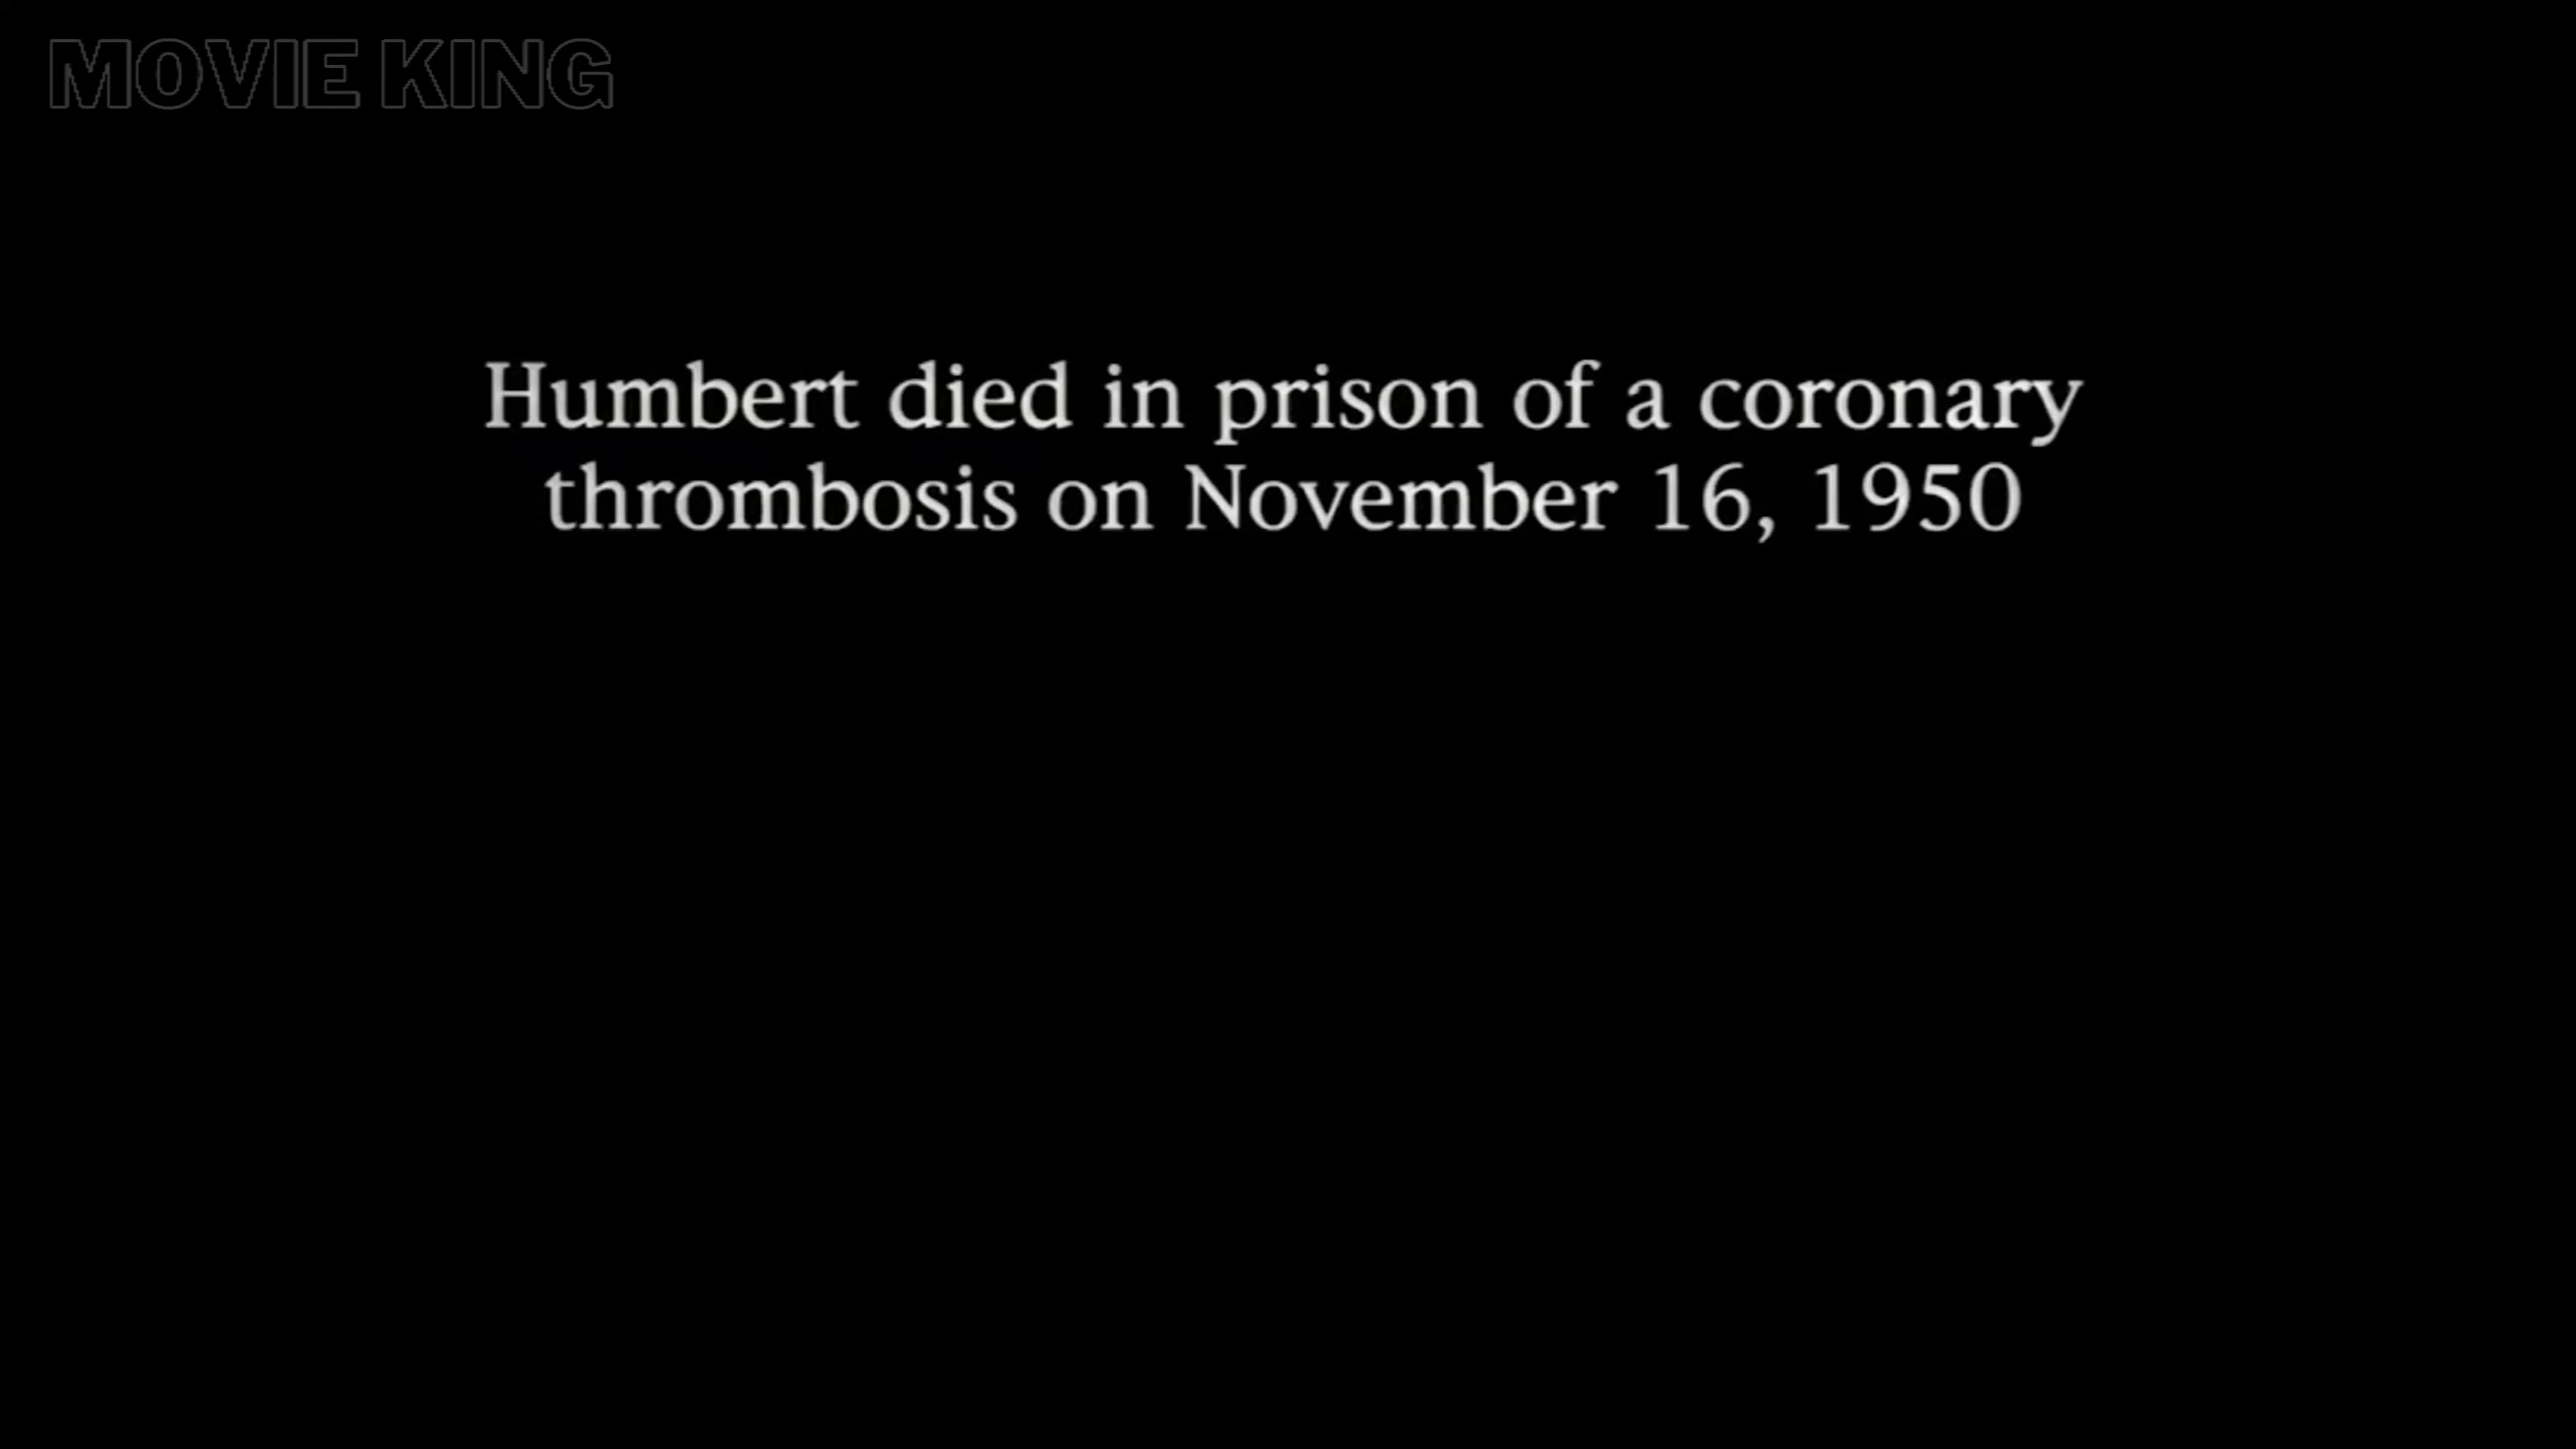 MOVIE KING
Humbert died in prison of a coronary
thrombosis on November 16, 1950